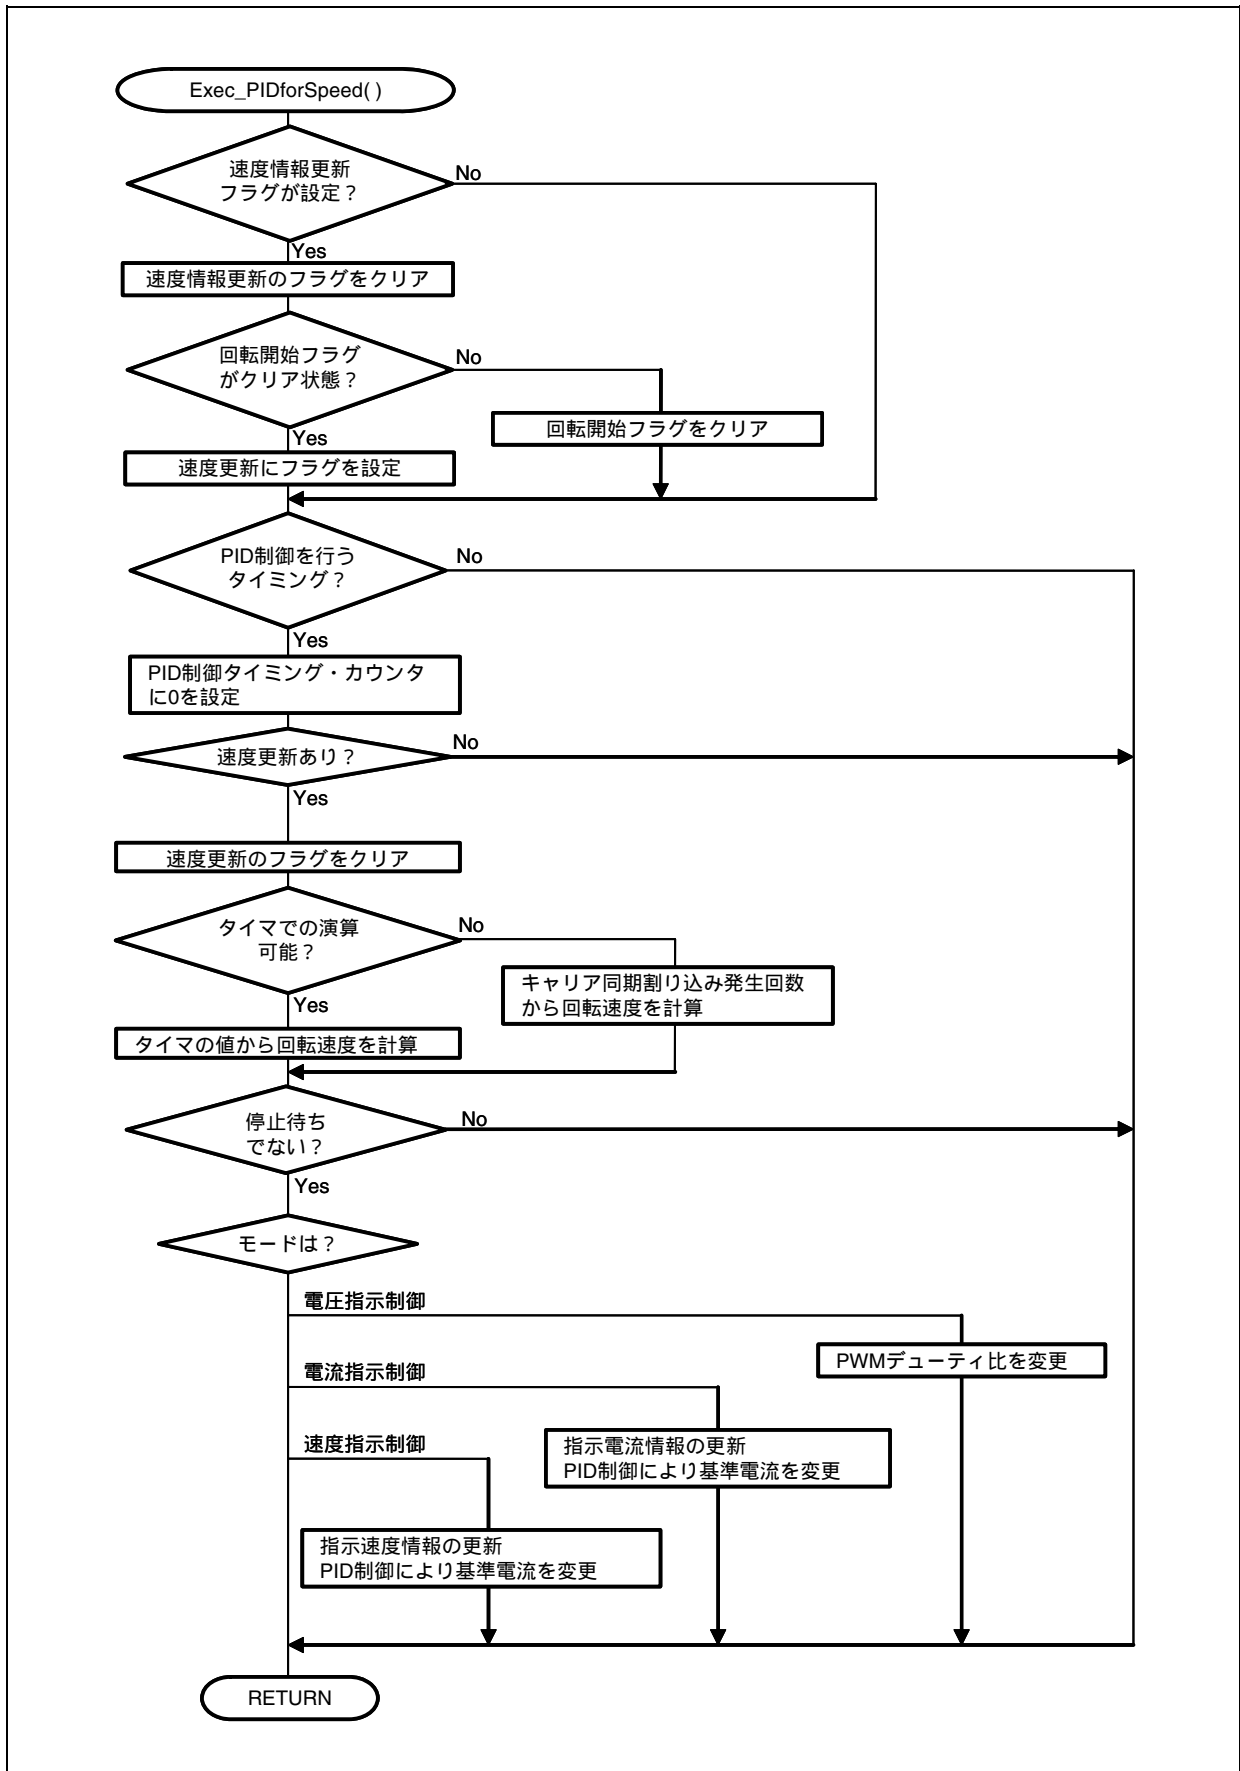 Exec_PIDforSpeed( )
速度情報更新
フラグが設定？
No
Yes
速度情報更新のフラグをクリア
回転開始フラグ
がクリア状態？
No
回転開始フラグをクリア
Yes
速度更新にフラグを設定
PID制御を行う
タイミング？
No
Yes
PID制御タイミング・カウンタ
に0を設定
速度更新あり？
No
Yes
速度更新のフラグをクリア
タイマでの演算
可能？
No
キャリア同期割り込み発生回数
から回転速度を計算
Yes
タイマの値から回転速度を計算
停止待ち
でない？
No
Yes
モードは？
電圧指示制御
PWMデューティ比を変更
電流指示制御
指示電流情報の更新
PID制御により基準電流を変更
速度指示制御
指示速度情報の更新
PID制御により基準電流を変更
RETURN